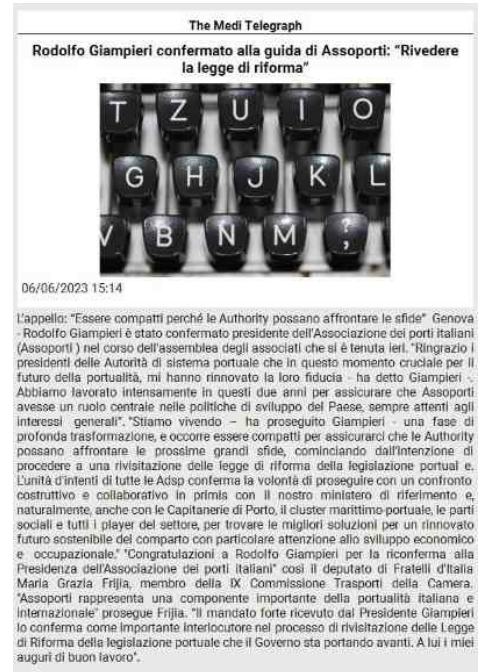 The Medi Telegraph
Rodolfo Giampieri confermato alla guida di Assoporti: “Rivedere
la legge di riforma”
T Z U I O
G H J K L
V B N M ?;
06/06/2023 15:14
L'appello: "Essere compatti perché le Authority possano affrontare le sfide" Genova
- Rodolfo Giampieri è stato confermato presidente dell'Associazione dei porti italiani
(Assoporti ) nel corso dell'assemblea degli associati che si è tenuta ieri. "Ringrazio i
presidenti delle Autorità di sistema portuale che in questo momento cruciale per il
futuro della portualità, mi hanno rinnovato la loro fiducia - ha detto Giampieri -.
Abbiamo lavorato intensamente in questi due anni per assicurare che Assoporti
avesse un ruolo centrale nelle politiche di sviluppo del Paese, sempre attenti agli
interessi generali". "Stiamo vivendo – ha proseguito Giampieri - una fase di
profonda trasformazione, e occorre essere compatti per assicurarci che le Authority
possano affrontare le prossime grandi sfide, cominciando dall'intenzione di
procedere a una rivisitazione delle legge di riforma della legislazione portual e.
L'unità d'intenti di tutte le Adsp conferma la volontà di proseguire con un confronto
costruttivo e collaborativo in primis con il nostro ministero di riferimento e,
naturalmente, anche con le Capitanerie di Porto, il cluster marittimo-portuale, le parti
sociali e tutti i player del settore, per trovare le migliori soluzioni per un rinnovato
futuro sostenibile del comparto con particolare attenzione allo sviluppo economico
e occupazionale." "Congratulazioni a Rodolfo Giampieri per la riconferma alla
Presidenza dell'Associazione dei porti italiani" così il deputato di Fratelli d'Italia
Maria Grazia Frijia, membro della IX Commissione Trasporti della Camera.
"Assoporti rappresenta una componente importante della portualità italiana e
internazionale" prosegue Frijia. "Il mandato forte ricevuto dal Presidente Giampieri
lo conferma come importante interlocutore nel processo di rivisitazione delle Legge
di Riforma della legislazione portuale che il Governo sta portando avanti. A lui i miei
auguri di buon lavoro".